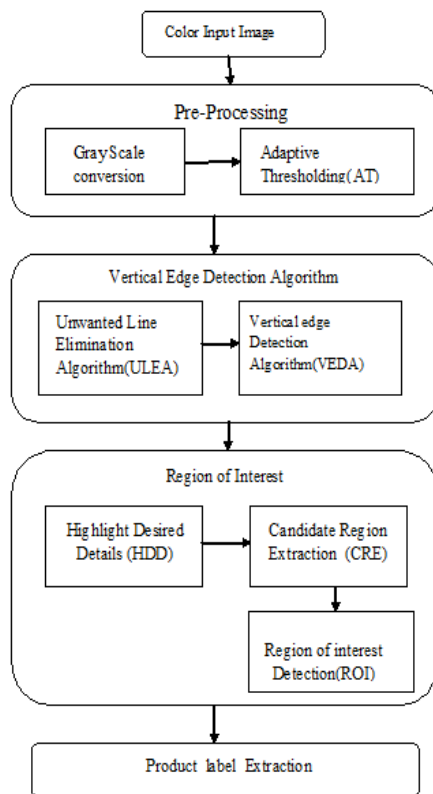 Color Input Image
Pre-Processing
GrayScale
conversion
Adaptive
Thresholding(AT)
Vertical Edge Detection Algorithm
Unwanted Line
Elimination
Algorithm(ULEA)
Vertical edge
Detection
Algorithm(VEDA)
Region of Interest
Highlight Desired
Details (HDD)
Candidate Region
Extraction (CRE)
Region of interest
Detection(ROI)
Product label Extraction